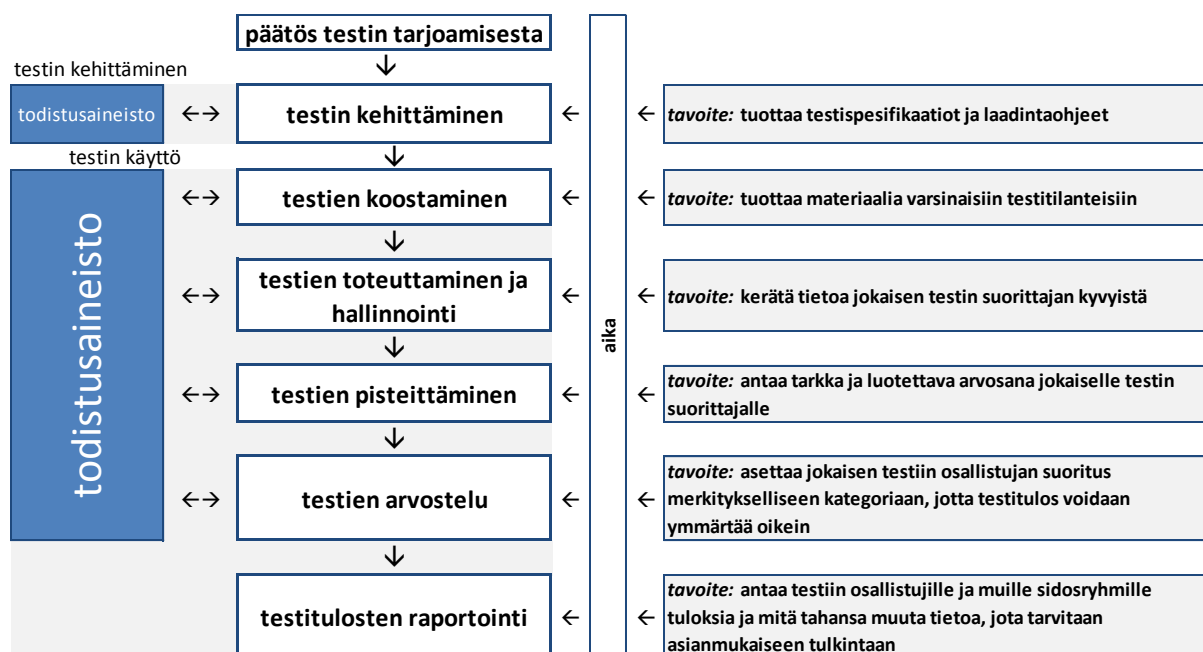 päätös testin tarjoamisesta
testin kehittäminen
todistusaineisto
testin kehittäminen
tavoite: tuottaa testispesifikaatiot ja laadintaohjeet
testin käyttö
todistusaineisto
testien koostaminen
tavoite: tuottaa materiaalia varsinaisiin testitilanteisiin
testien toteuttaminen ja
hallinnointi
tavoite: kerätä tietoa jokaisen testin suorittajan kyvyistä
aika
testien pisteittäminen
tavoite: antaa tarkka ja luotettava arvosana jokaiselle testin
suorittajalle
testien arvostelu
tavoite: asettaa jokaisen testiin osallistujan suoritus
merkitykselliseen kategoriaan, jotta testitulos voidaan
ymmärtää oikein
testitulosten raportointi
tavoite: antaa testiin osallistujille ja muille sidosryhmille
tuloksia ja mitä tahansa muuta tietoa, jota tarvitaan
asianmukaiseen tulkintaan